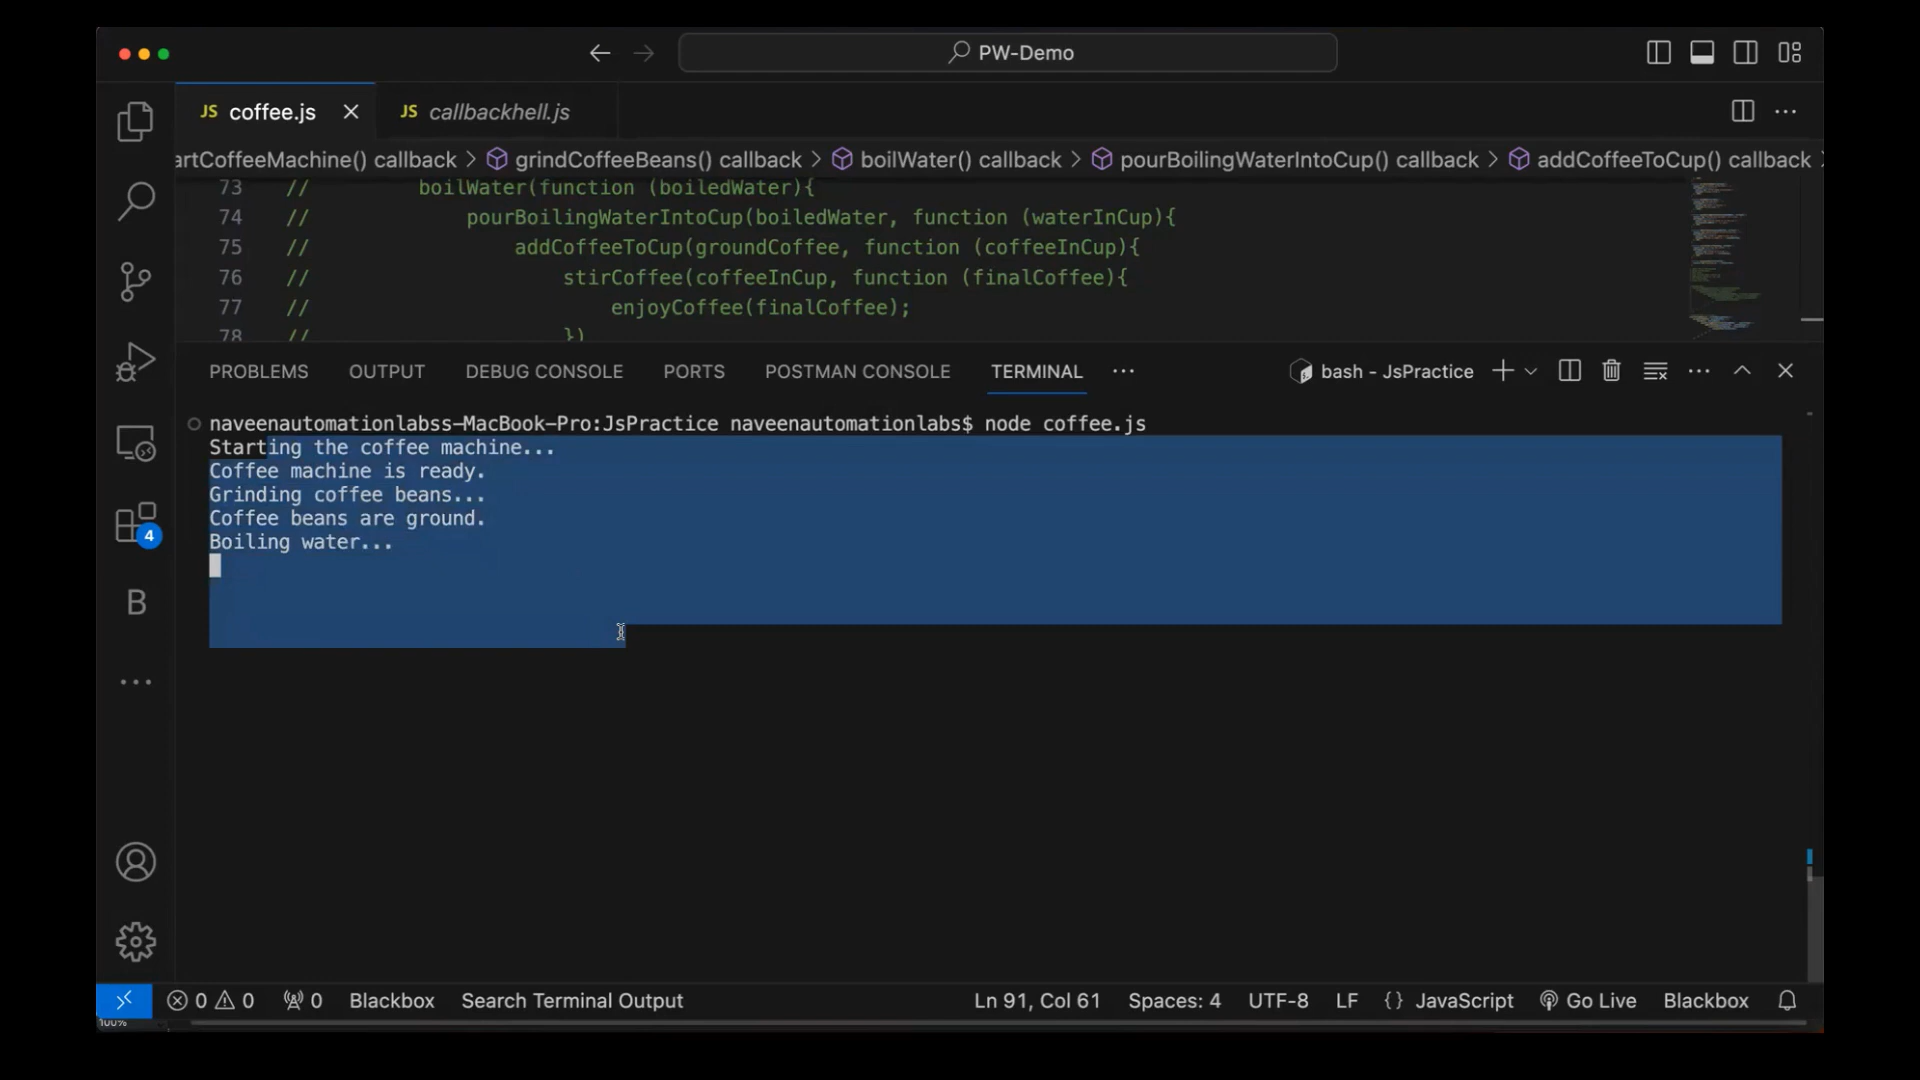 PW-Demo
JS coffee.js
JS callbackhell.js
artCoffeeMachine() callback > grindCoffeeBeans() callback > boilWater() callback > pourBoilingWaterIntoCup() callback > addCoffeeToCup() callback
73 // boilWater(function (boiledWater){
74 // pourBoilingWaterIntoCup(boiledWater, function (waterInCup){
75 // addCoffeeToCup(groundCoffee, function (coffeeInCup){
76 // stirCoffee(coffeeInCup, function (finalCoffee){
77 // enjoyCoffee(finalCoffee);
78 // })
PROBLEMS OUTPUT DEBUG CONSOLE PORTS POSTMAN CONSOLE TERMINAL ··· bash - JsPractice
naveenautomationlabss-MacBook-Pro:JsPractice naveenautomationlabs$ node coffee.js
Starting the coffee machine...
Coffee machine is ready.
Grinding coffee beans...
Coffee beans are ground.
Boiling water...
4
B
0 0 0 Blackbox Search Terminal Output Ln 91, Col 61 Spaces: 4 UTF-8 LF {} JavaScript Go Live Blackbox
100%